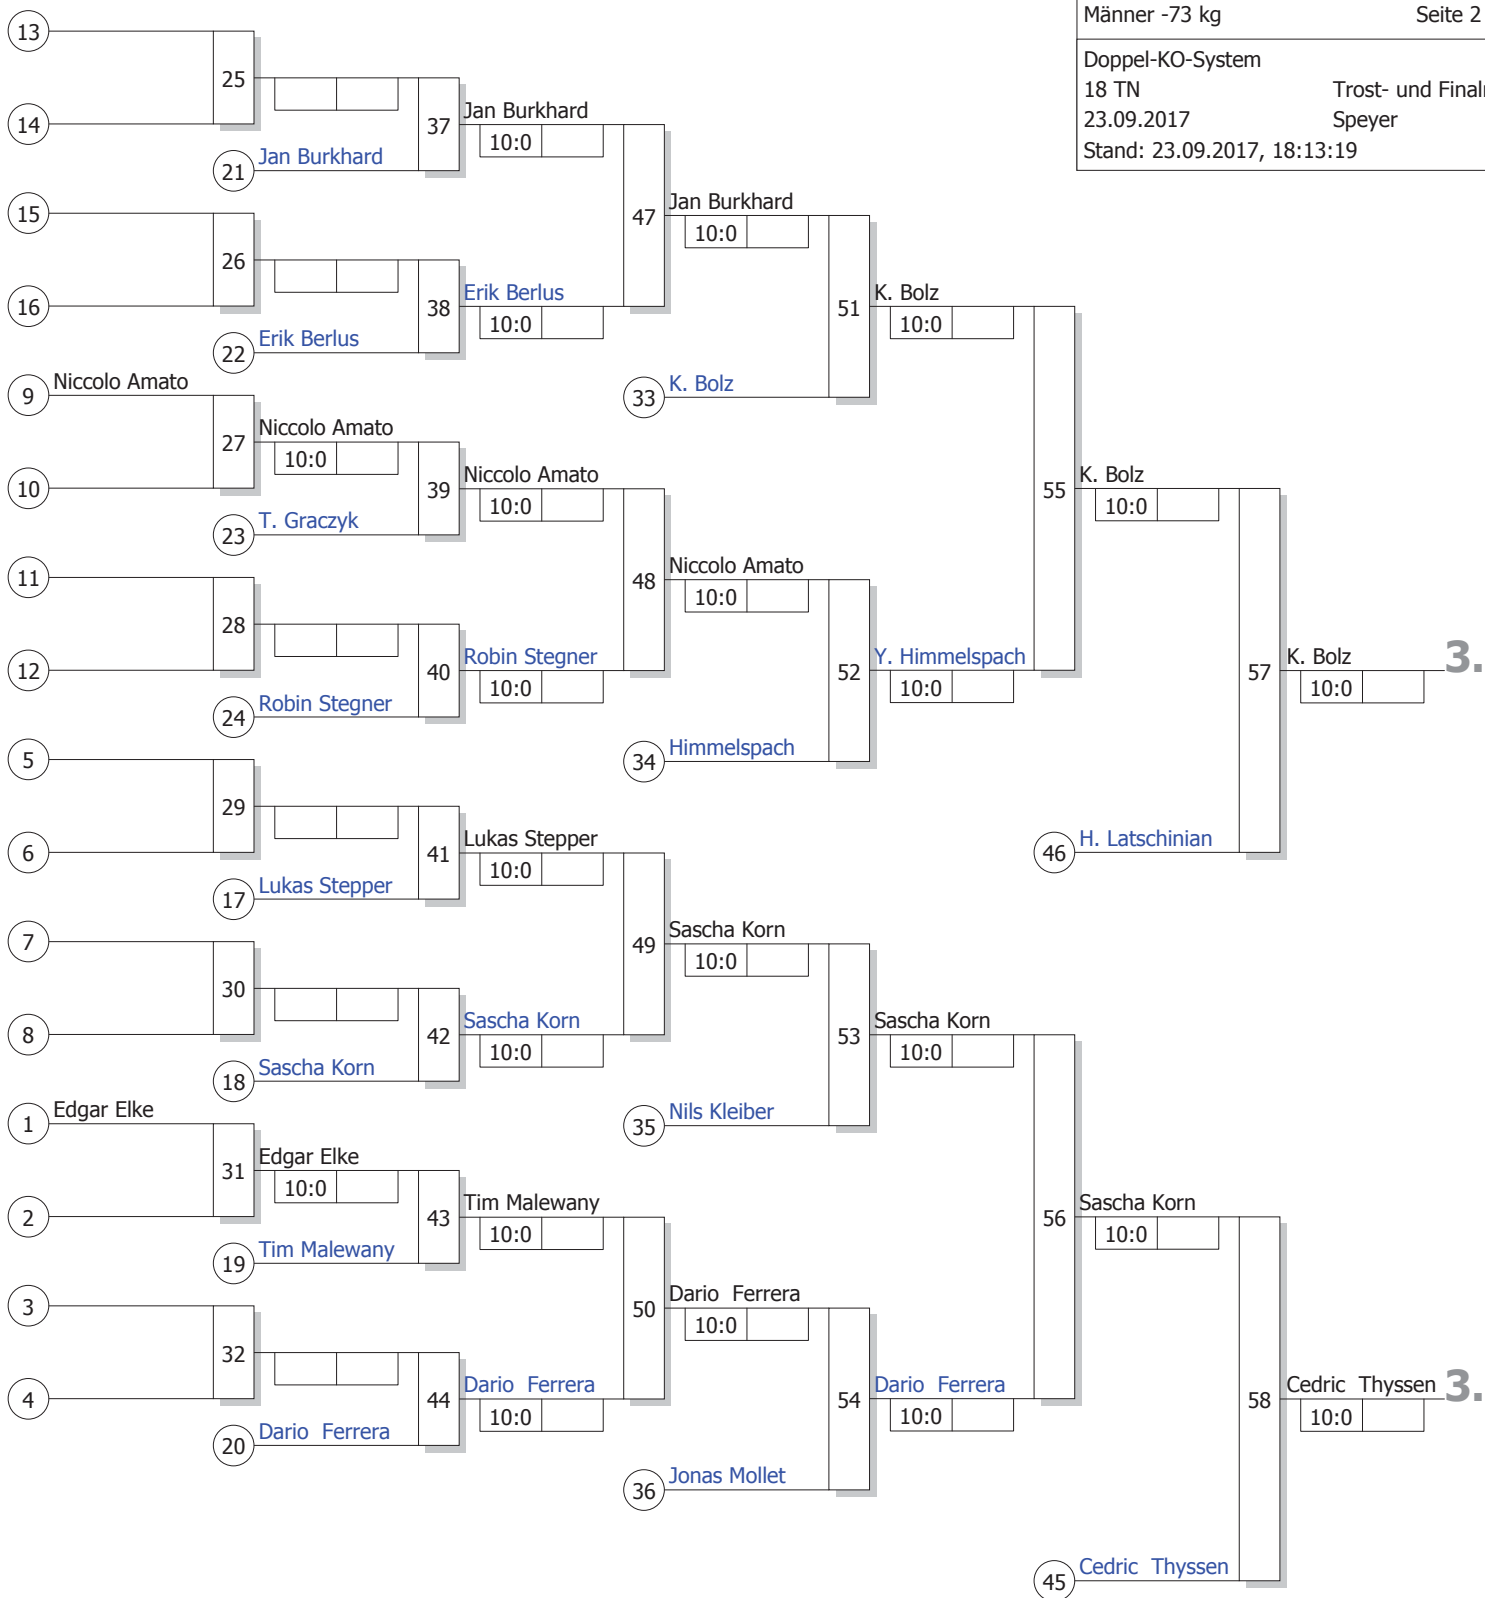 Männer -73 kg Seite 2
Doppel-KO-System
18 TN Trost- und Finalr
23.09.2017 Speyer
Stand: 23.09.2017, 18:13:19
13
25
14
37
Jan Burkhard
10:0
21 Jan Burkhard
15
47
Jan Burkhard
10:0
26
16
38
Erik Berlus
10:0
22 Erik Berlus
51
K. Bolz
10:0
9 Niccolo Amato
33 K. Bolz
27
Niccolo Amato
10:0
10
39
Niccolo Amato
10:0
23 T. Graczyk
55
K. Bolz
10:0
11
48
Niccolo Amato
10:0
28
12
40
Robin Stegner
10:0
24 Robin Stegner
52
Y. Himmelspach
10:0
57
K. Bolz
10:0
3.
34 Himmelspach
5
29
6
41
Lukas Stepper
10:0
17 Lukas Stepper
46 H. Latschinian
7
49
Sascha Korn
10:0
30
8
42
Sascha Korn
10:0
18 Sascha Korn
53
Sascha Korn
10:0
1 Edgar Elke
35 Nils Kleiber
31
Edgar Elke
10:0
2
43
Tim Malewany
10:0
19 Tim Malewany
56
Sascha Korn
10:0
3
50
Dario Ferrera
10:0
32
4
44
Dario Ferrera
10:0
20 Dario Ferrera
54
Dario Ferrera
10:0
58
Cedric Thyssen
10:0
3.
36 Jonas Mollet
45 Cedric Thyssen